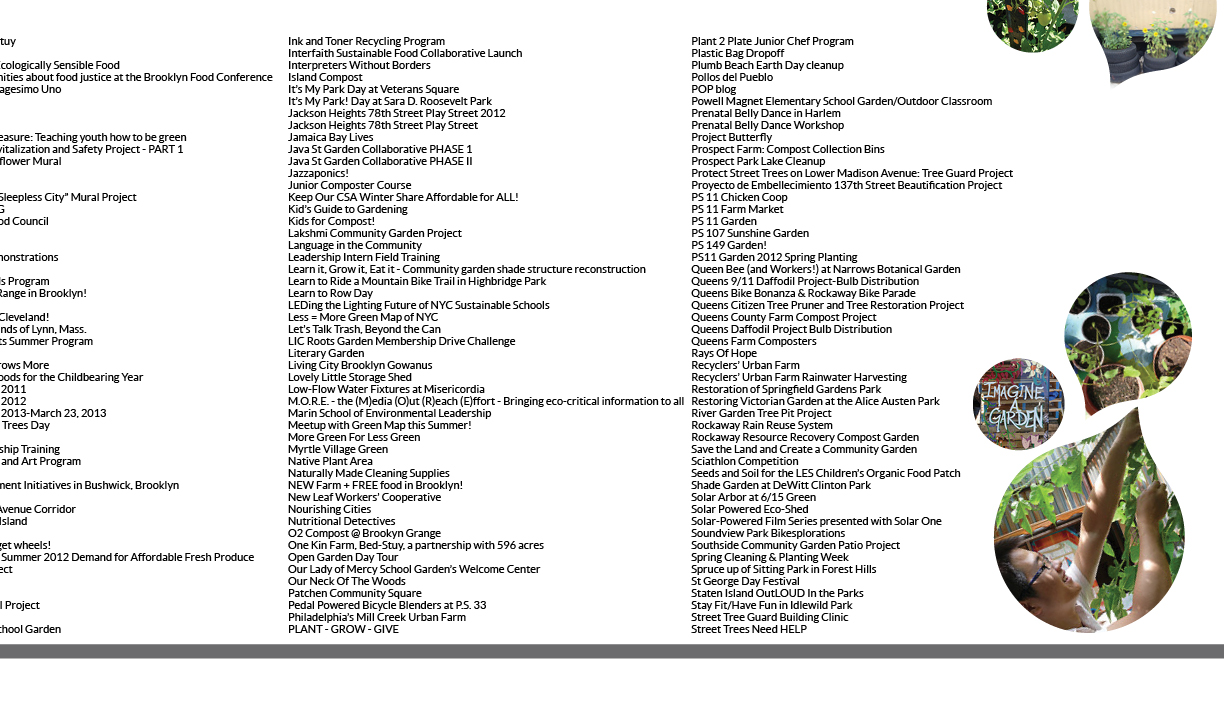 tuy
Ecologically Sensible Food
nities about food justice at the Brooklyn Food Conference
agesimo Uno
easure: Teaching youth how to be green
vitalization and Safety Project - PART 1
flower Mural
Sleepless City" Mural Project
G
od Council
monstrations
ls Program
Range in Brooklyn!
Cleveland!
nds of Lynn, Mass.
ts Summer Program
rows More
oods for the Childbearing Year
2011
2012
2013-March 23, 2013
Trees Day
ship Training
and Art Program
ment Initiatives in Bushwick, Brooklyn
Avenue Corridor
Island
get wheels!
Summer 2012 Demand for Affordable Fresh Produce
ect
l Project
chool Garden
Ink and Toner Recycling Program
Interfaith Sustainable Food Collaborative Launch
Interpreters Without Borders
Island Compost
It's My Park Day at Veterans Square
It's My Park! Day at Sara D. Roosevelt Park
Jackson Heights 78th Street Play Street 2012
Jackson Heights 78th Street Play Street
Jamaica Bay Lives
Java St Garden Collaborative PHASE 1
Java St Garden Collaborative PHASE II
Jazzaponics!
Junior Composter Course
Keep Our CSA Winter Share Affordable for ALL!
Kid's Guide to Gardening
Kids for Compost!
Lakshmi Community Garden Project
Language in the Community
Leadership Intern Field Training
Learn it, Grow it, Eat it - Community garden shade structure reconstruction
Learn to Ride a Mountain Bike Trail in Highbridge Park
Learn to Row Day
LEDing the Lighting Future of NYC Sustainable Schools
Less = More Green Map of NYC
Let's Talk Trash, Beyond the Can
LIC Roots Garden Membership Drive Challenge
Literary Garden
Living City Brooklyn Gowanus
Lovely Little Storage Shed
Low-Flow Water Fixtures at Misericordia
M.O.R.E. - the (M)edia (O)ut (R)each (E)ffort - Bringing eco-critical information to all
Marin School of Environmental Leadership
Meetup with Green Map this Summer!
More Green For Less Green
Myrtle Village Green
Native Plant Area
Naturally Made Cleaning Supplies
NEW Farm + FREE food in Brooklyn!
New Leaf Workers' Cooperative
Nourishing Cities
Nutritional Detectives
O2 Compost @ Brookyn Grange
One Kin Farm, Bed-Stuy, a partnership with 596 acres
Open Garden Day Tour
Our Lady of Mercy School Garden's Welcome Center
Our Neck Of The Woods
Patchen Community Square
Pedal Powered Bicycle Blenders at P.S. 33
Philadelphia's Mill Creek Urban Farm
PLANT - GROW - GIVE
Plant 2 Plate Junior Chef Program
Plastic Bag Dropoff
Plumb Beach Earth Day cleanup
Pollos del Pueblo
POP blog
Powell Magnet Elementary School Garden/Outdoor Classroom
Prenatal Belly Dance in Harlem
Prenatal Belly Dance Workshop
Project Butterfly
Prospect Farm: Compost Collection Bins
Prospect Park Lake Cleanup
Protect Street Trees on Lower Madison Avenue: Tree Guard Project
Proyecto de Embellecimiento 137th Street Beautification Project
PS 11 Chicken Coop
PS 11 Farm Market
PS 11 Garden
PS 107 Sunshine Garden
PS 149 Garden!
PS11 Garden 2012 Spring Planting
Queen Bee (and Workers!) at Narrows Botanical Garden
Queens 9/11 Daffodil Project-Bulb Distribution
Queens Bike Bonanza & Rockaway Bike Parade
Queens Citizen Tree Pruner and Tree Restoration Project
Queens County Farm Compost Project
Queens Daffodil Project Bulb Distribution
Queens Farm Composters
Rays Of Hope
Recyclers' Urban Farm
Recyclers' Urban Farm Rainwater Harvesting
Restoration of Springfield Gardens Park
Restoring Victorian Garden at the Alice Austen Park
River Garden Tree Pit Project
Rockaway Rain Reuse System
Rockaway Resource Recovery Compost Garden
Save the Land and Create a Community Garden
Sciathlon Competition
Seeds and Soil for the LES Children's Organic Food Patch
Shade Garden at DeWitt Clinton Park
Solar Arbor at 6/15 Green
Solar Powered Eco-Shed
Solar-Powered Film Series presented with Solar One
Soundview Park Bikesplorations
Southside Community Garden Patio Project
Spring Cleaning & Planting Week
Spruce up of Sitting Park in Forest Hills
St George Day Festival
Staten Island OutLOUD In the Parks
Stay Fit/Have Fun in Idlewild Park
Street Tree Guard Building Clinic
Street Trees Need HELP
IMAGINE
A
GARDEN